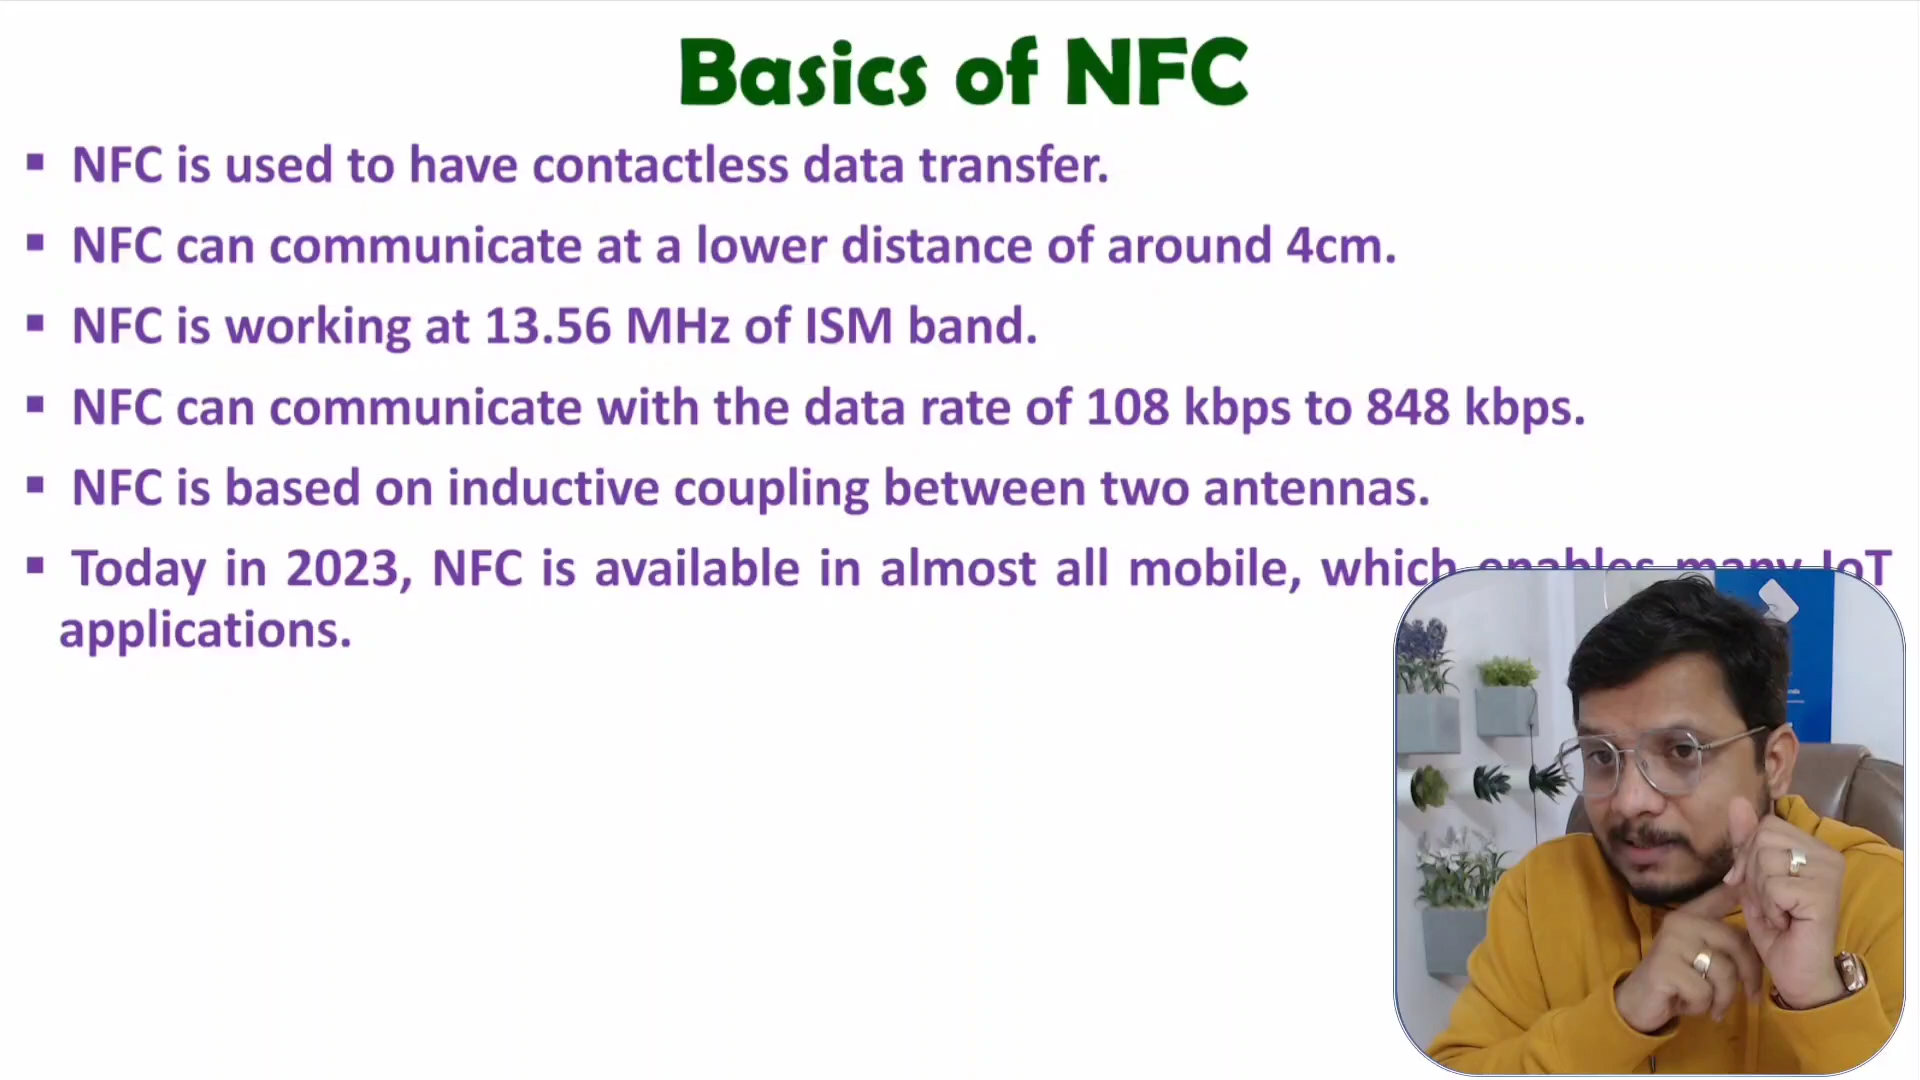 Basics of NFC
▪ NFC is used to have contactless data transfer.
▪ NFC can communicate at a lower distance of around 4cm.
▪ NFC is working at 13.56 MHz of ISM band.
▪ NFC can communicate with the data rate of 108 kbps to 848 kbps.
▪ NFC is based on inductive coupling between two antennas.
▪ Today in 2023, NFC is available in almost all mobile, which enables many IoT
applications.